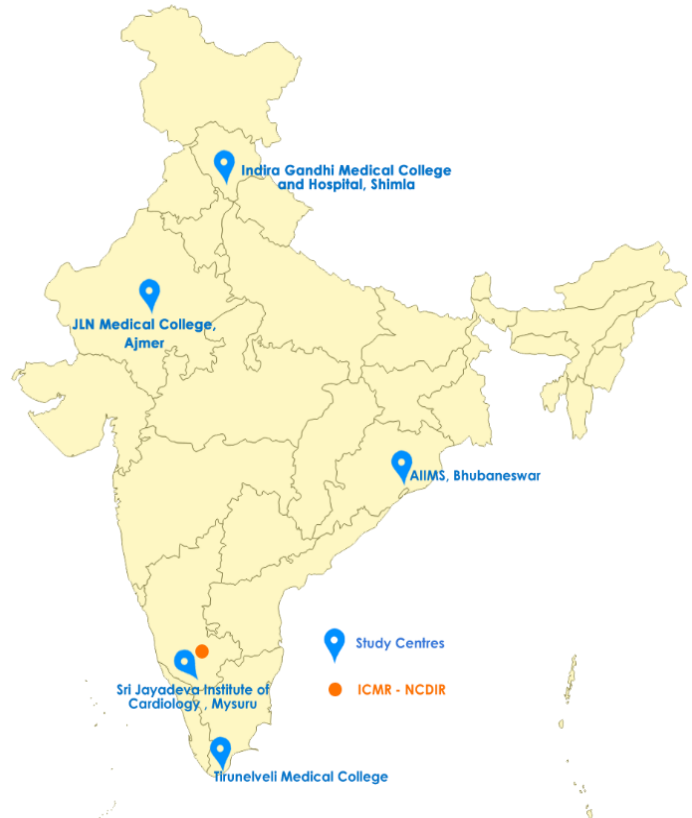 Indira Gandhi Medical College
and Hospital, Shimla
JLN Medical College,
Ajmer
AIIMS, Bhubaneswar
Study Centres
ICMR - NCDIR
Sri Jayadeva Institute of
Cardiology , Mysuru
Tirunelveli Medical College